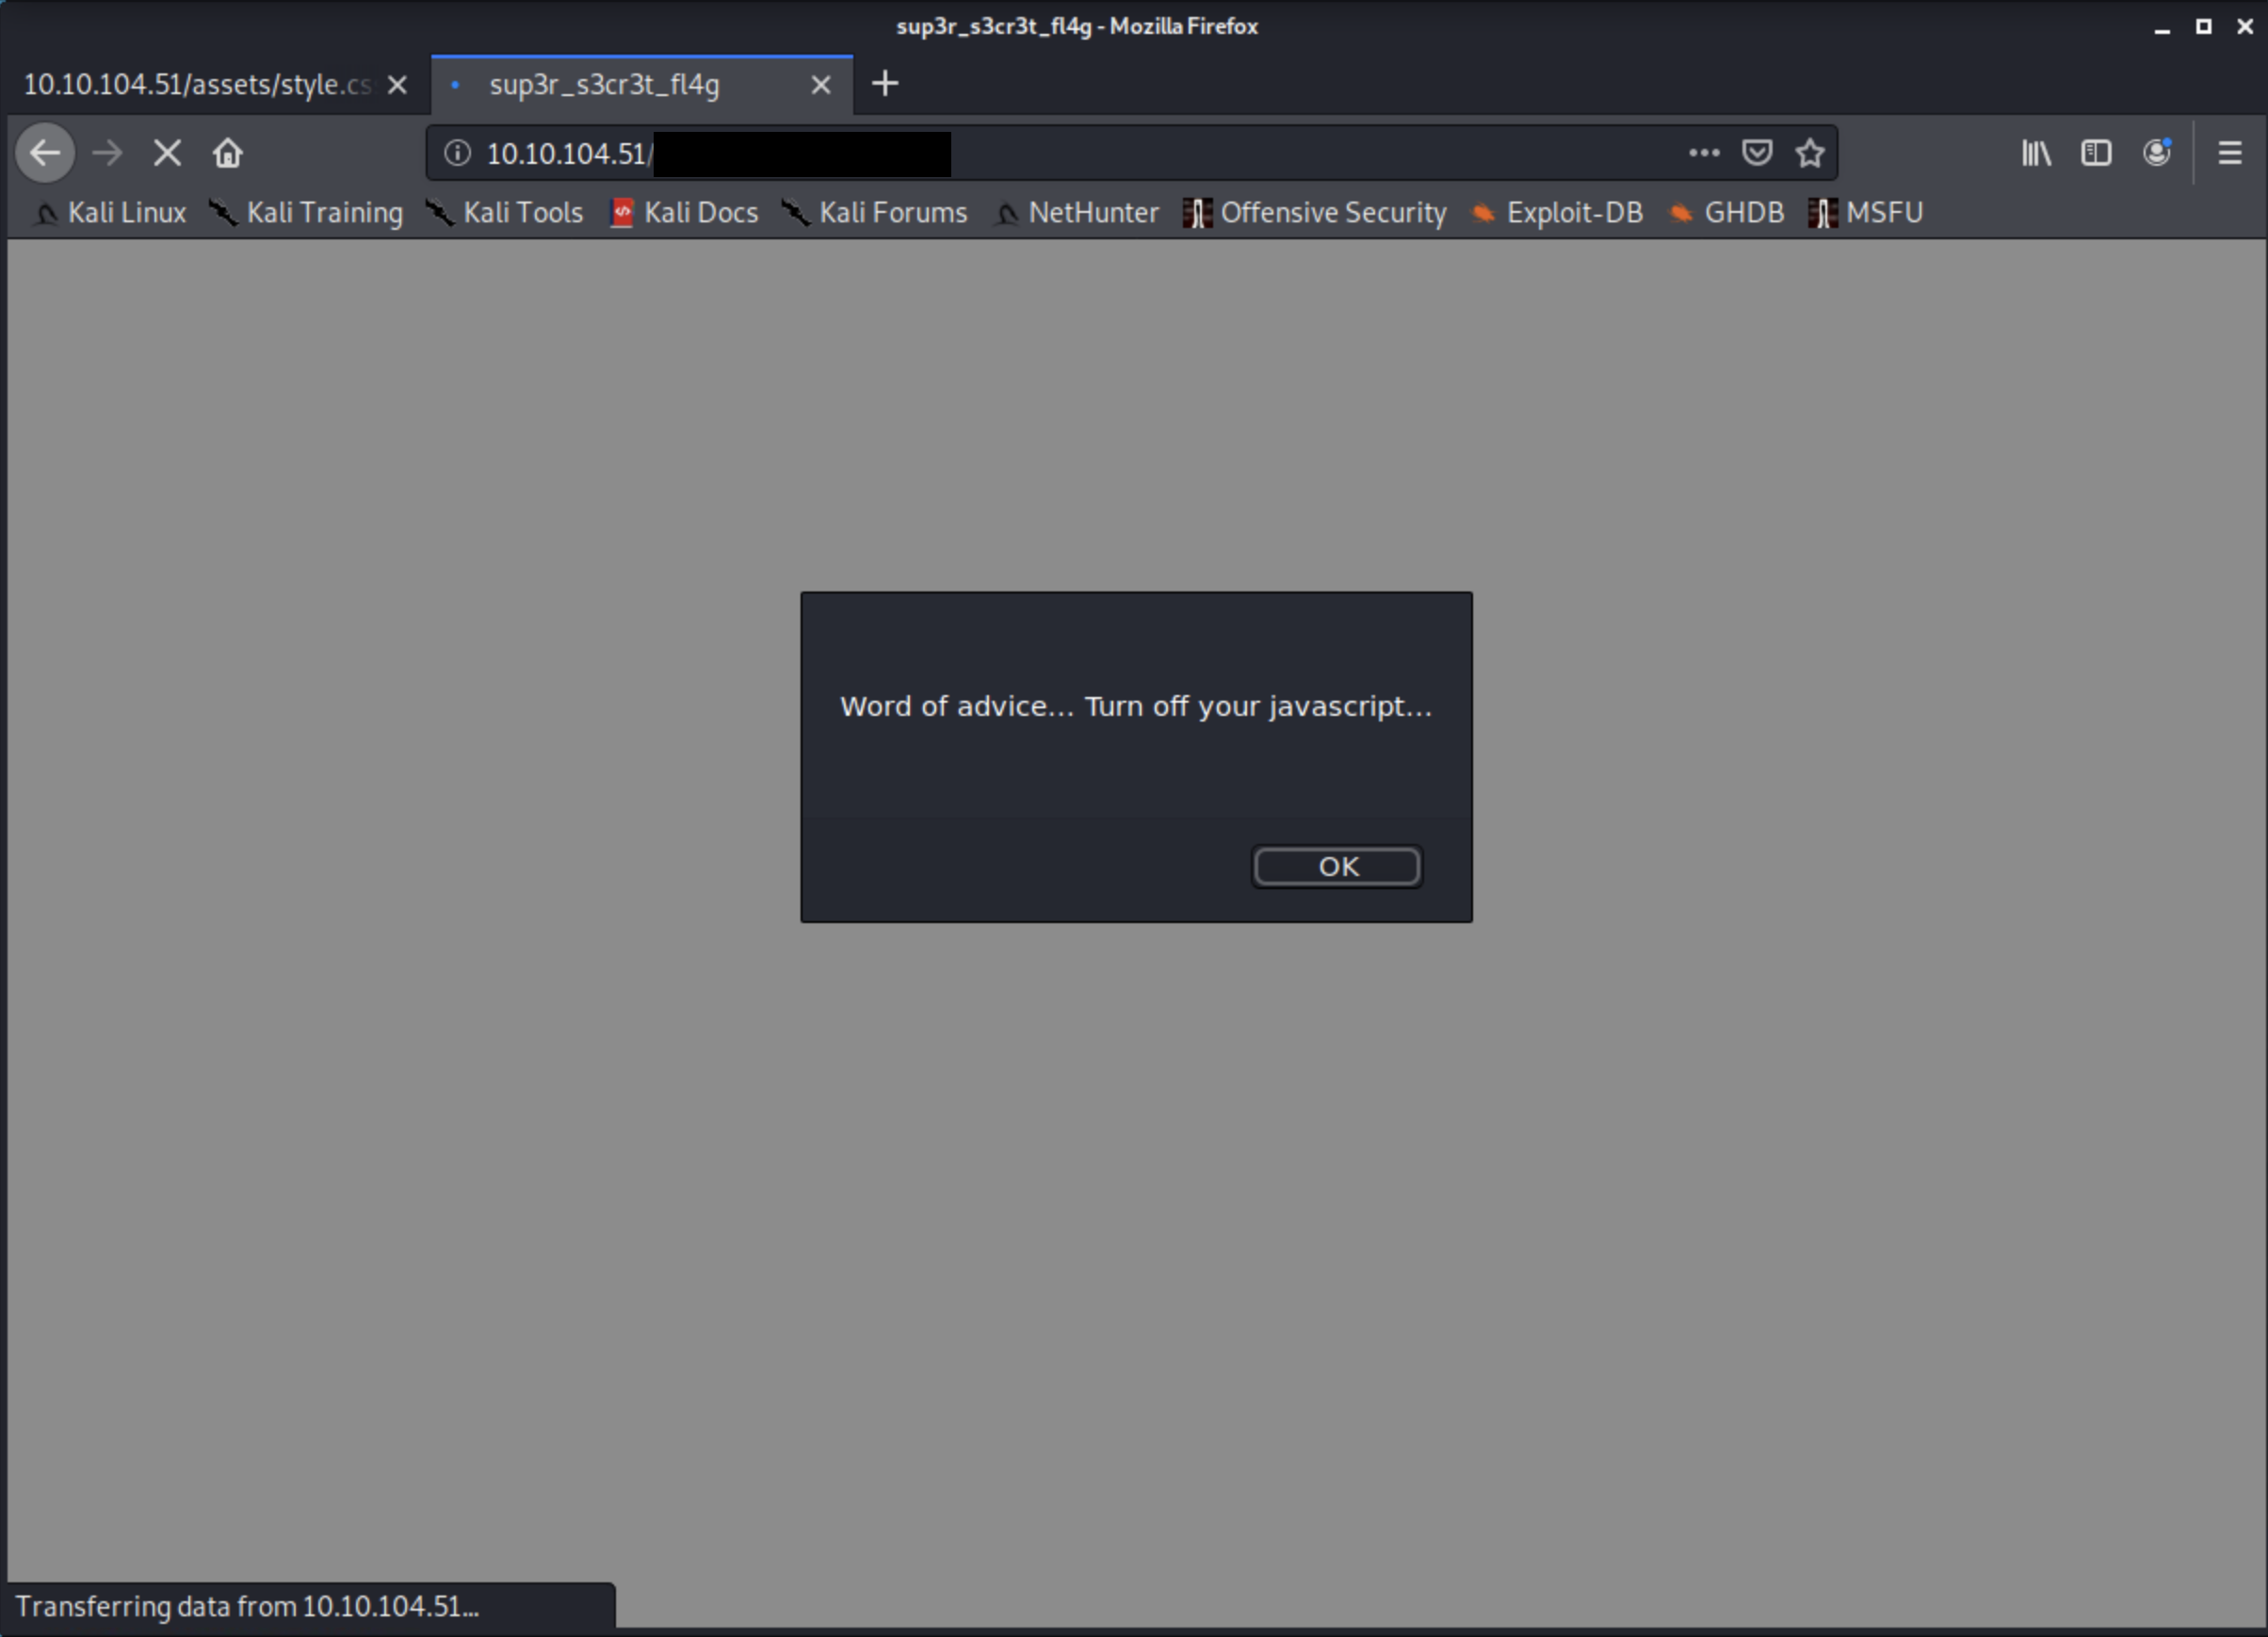 sup3r_s3cr3t_fl4g - Mozilla Firefox
10.10.104.51/assets/style.cs
sup3r_s3cr3t_fl4g
10.10.104.51/
Kali Linux Kali Training Kali Tools Kali Docs Kali Forums NetHunter Offensive Security Exploit-DB GHDB MSFU
Word of advice... Turn off your javascript...
OK
Transferring data from 10.10.104.51...